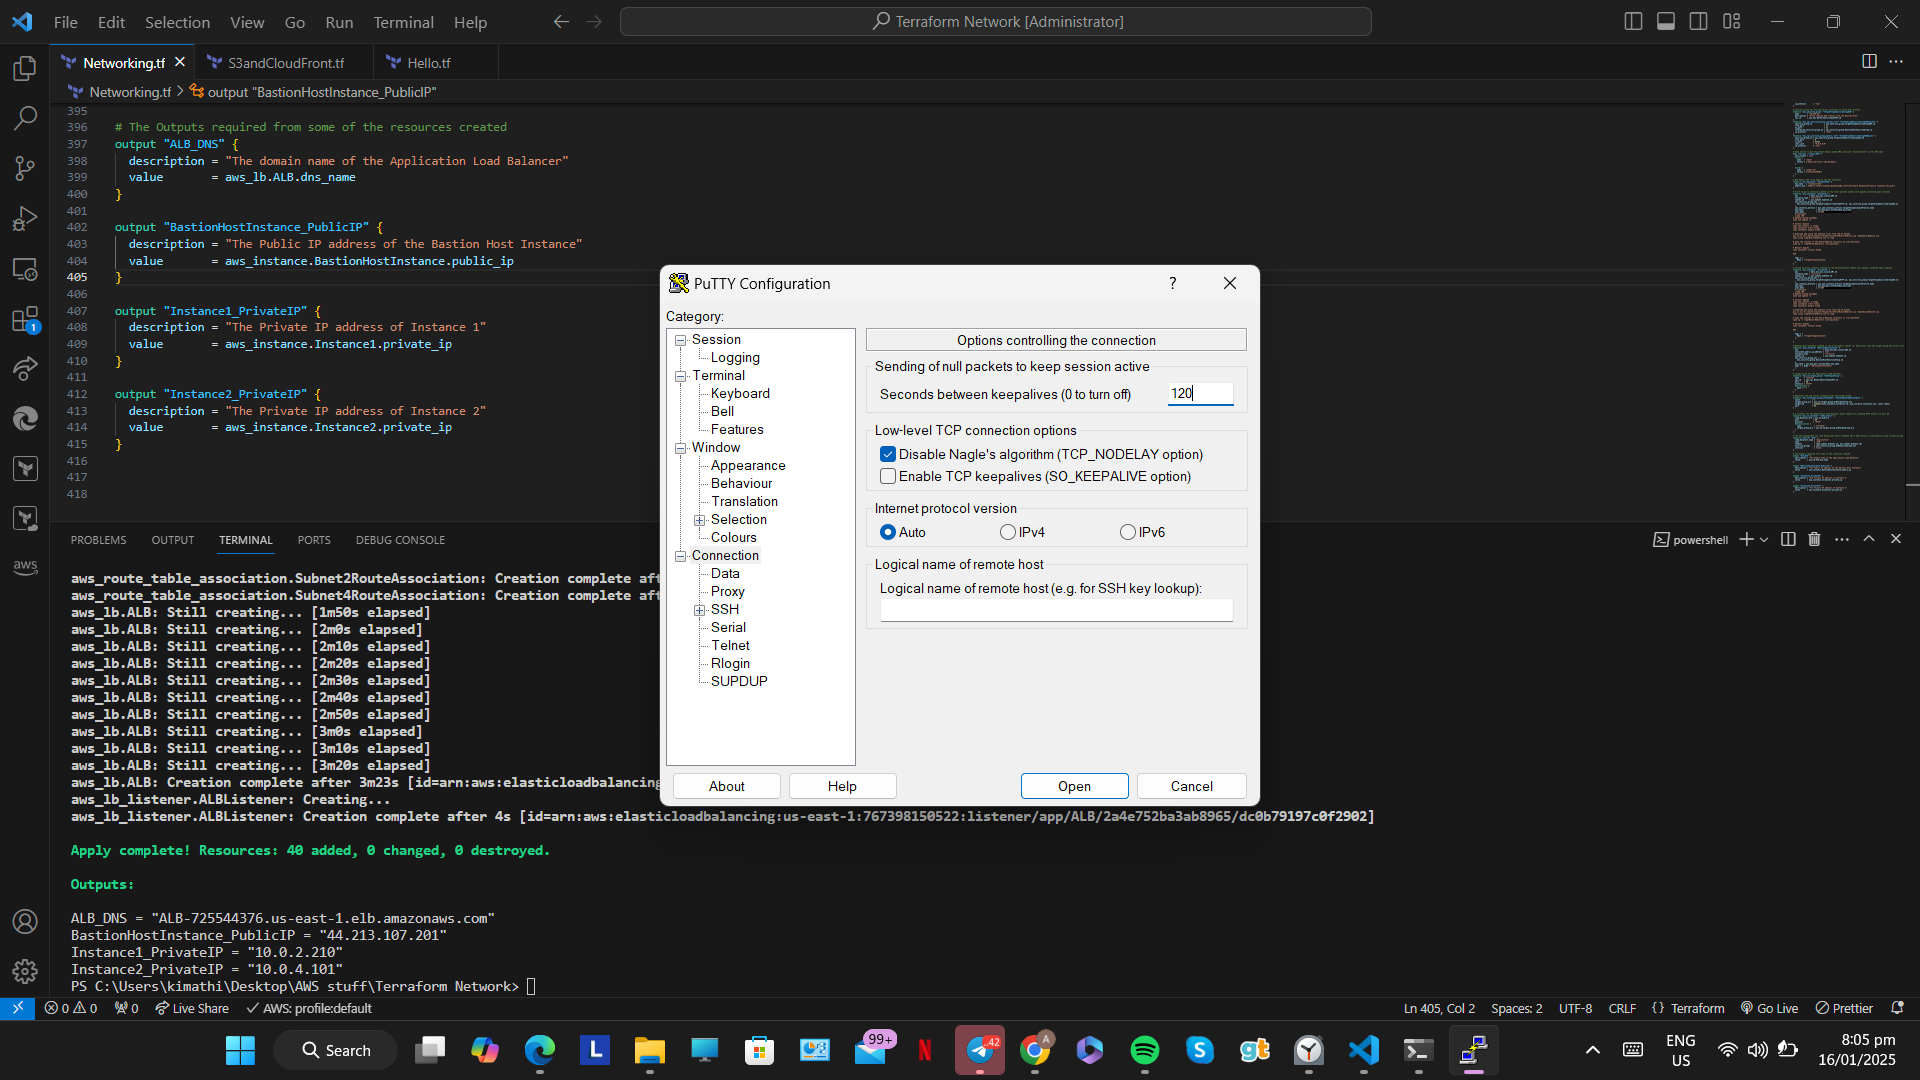 File Edit Selection View Go Run Terminal Help
Terraform Network [Administrator]
Networking.tf
S3andCloudFront.tf
Hello.tf
Networking.tf > output "BastionHostInstance_PublicIP"
395
396 # The Outputs required from some of the resources created
397 output "ALB_DNS" {
398 description = "The domain name of the Application Load Balancer"
399 value = aws_lb.ALB.dns_name
400 }
401
402 output "BastionHostInstance_PublicIP" {
403 description = "The Public IP address of the Bastion Host Instance"
404 value = aws_instance.BastionHostInstance.public_ip
405 }
406
407 output "Instance1_PrivateIP" {
408 description = "The Private IP address of Instance 1"
409 value = aws_instance.Instance1.private_ip
410 }
411
412 output "Instance2_PrivateIP" {
413 description = "The Private IP address of Instance 2"
414 value = aws_instance.Instance2.private_ip
415 }
416
417
418
1
aws
PROBLEMS OUTPUT TERMINAL PORTS DEBUG CONSOLE
powershell
aws_route_table_association.Subnet2RouteAssociation: Creation complete aft
aws_route_table_association.Subnet4RouteAssociation: Creation complete aft
aws_lb.ALB: Still creating... [1m50s elapsed]
aws_lb.ALB: Still creating... [2m0s elapsed]
aws_lb.ALB: Still creating... [2m10s elapsed]
aws_lb.ALB: Still creating... [2m20s elapsed]
aws_lb.ALB: Still creating... [2m30s elapsed]
aws_lb.ALB: Still creating... [2m40s elapsed]
aws_lb.ALB: Still creating... [2m50s elapsed]
aws_lb.ALB: Still creating... [3m0s elapsed]
aws_lb.ALB: Still creating... [3m10s elapsed]
aws_lb.ALB: Still creating... [3m20s elapsed]
aws_lb.ALB: Creation complete after 3m23s [id=arn:aws:elasticloadbalancing
aws_lb_listener.ALBListener: Creating...
aws_lb_listener.ALBListener: Creation complete after 4s [id=arn:aws:elasticloadbalancing:us-east-1:767398150522:listener/app/ALB/2a4e752ba3ab8965/dc0b79197c0f2902]
Apply complete! Resources: 40 added, 0 changed, 0 destroyed.
Outputs:
ALB_DNS = "ALB-725544376.us-east-1.elb.amazonaws.com"
BastionHostInstance_PublicIP = "44.213.107.201"
Instance1_PrivateIP = "10.0.2.210"
Instance2_PrivateIP = "10.0.4.101"
PS C:\Users\kimathi\Desktop\AWS stuff\Terraform Network>
PuTTY Configuration
?
Category:
Session
Logging
Terminal
Keyboard
Bell
Features
Window
Appearance
Behaviour
Translation
Selection
Colours
Connection
Data
Proxy
SSH
Serial
Telnet
Rlogin
SUPDUP
Options controlling the connection
Sending of null packets to keep session active
Seconds between keepalives (0 to turn off) 120
Low-level TCP connection options
Disable Nagle's algorithm (TCP_NODELAY option)
Enable TCP keepalives (SO_KEEPALIVE option)
Internet protocol version
Auto IPv4 IPv6
Logical name of remote host
Logical name of remote host (e.g. for SSH key lookup):
About Help Open Cancel
0 0 0 Live Share AWS: profile:default
Ln 405, Col 2 Spaces: 2 UTF-8 CRLF {} Terraform Go Live Prettier
Search
L
99+
N
..42
A
S
gt
ENG
US
8:05 pm
16/01/2025